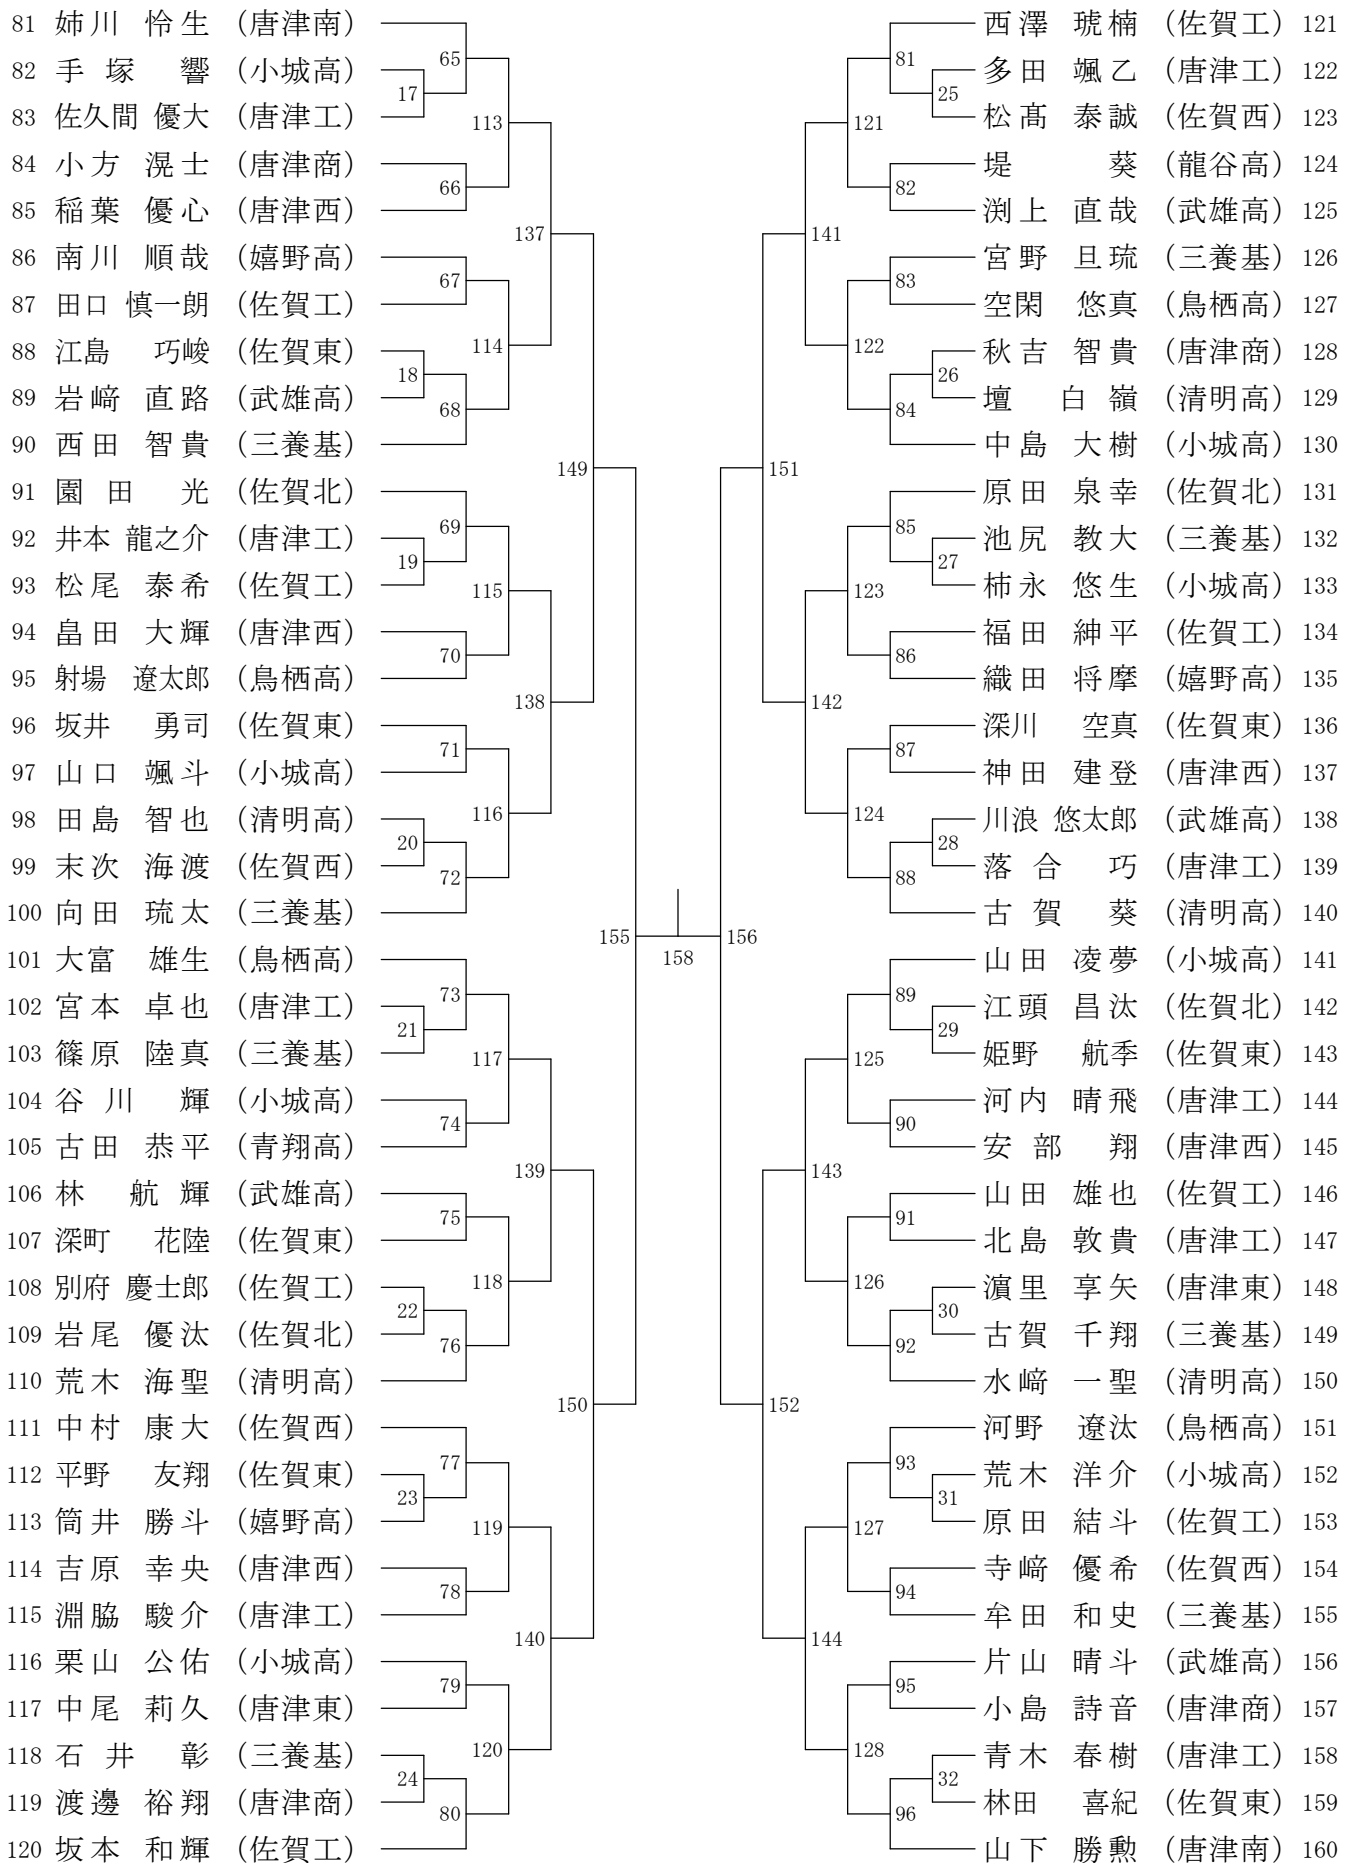 81 姉川 怜生 (唐津南)
82 手塚 響 (小城高)
83 佐久間 優大 (唐津工)
84 小方 滉士 (唐津商)
85 稲葉 優心 (唐津西)
86 南川 順哉 (嬉野高)
87 田口 慎一朗 (佐賀工)
88 江島 巧峻 (佐賀東)
89 岩﨑 直路 (武雄高)
90 西田 智貴 (三養基)
91 園田 光 (佐賀北)
92 井本 龍之介 (唐津工)
93 松尾 泰希 (佐賀工)
94 畠田 大輝 (唐津西)
95 射場 遼太郎 (鳥栖高)
96 坂井 勇司 (佐賀東)
97 山口 颯斗 (小城高)
98 田島 智也 (清明高)
99 末次 海渡 (佐賀西)
100 向田 琉太 (三養基)
101 大富 雄生 (鳥栖高)
102 宮本 卓也 (唐津工)
103 篠原 陸真 (三養基)
104 谷川 輝 (小城高)
105 古田 恭平 (青翔高)
106 林 航輝 (武雄高)
107 深町 花陸 (佐賀東)
108 別府 慶士郎 (佐賀工)
109 岩尾 優汰 (佐賀北)
110 荒木 海聖 (清明高)
111 中村 康大 (佐賀西)
112 平野 友翔 (佐賀東)
113 筒井 勝斗 (嬉野高)
114 吉原 幸央 (唐津西)
115 淵脇 駿介 (唐津工)
116 栗山 公佑 (小城高)
117 中尾 莉久 (唐津東)
118 石井 彰 (三養基)
119 渡邊 裕翔 (唐津商)
120 坂本 和輝 (佐賀工)
17
18
19
20
21
22
23
24
65
66
67
68
69
70
71
72
73
74
75
76
77
78
79
80
113
114
115
116
117
118
119
120
137
138
139
140
149
150
155
158
156
151
152
141
142
143
144
121
122
123
124
125
126
127
128
81
82
83
84
85
86
87
88
89
90
91
92
93
94
95
96
25
26
27
28
29
30
31
32
西澤 琥楠 (佐賀工) 121
多田 颯乙 (唐津工) 122
松髙 泰誠 (佐賀西) 123
堤 葵 (龍谷高) 124
渕上 直哉 (武雄高) 125
宮野 旦琉 (三養基) 126
空閑 悠真 (鳥栖高) 127
秋吉 智貴 (唐津商) 128
壇 白嶺 (清明高) 129
中島 大樹 (小城高) 130
原田 泉幸 (佐賀北) 131
池尻 教大 (三養基) 132
柿永 悠生 (小城高) 133
福田 紳平 (佐賀工) 134
織田 将摩 (嬉野高) 135
深川 空真 (佐賀東) 136
神田 建登 (唐津西) 137
川浪 悠太郎 (武雄高) 138
落合 巧 (唐津工) 139
古賀 葵 (清明高) 140
山田 凌夢 (小城高) 141
江頭 昌汰 (佐賀北) 142
姫野 航季 (佐賀東) 143
河内 晴飛 (唐津工) 144
安部 翔 (唐津西) 145
山田 雄也 (佐賀工) 146
北島 敦貴 (唐津工) 147
濵里 享矢 (唐津東) 148
古賀 千翔 (三養基) 149
水﨑 一聖 (清明高) 150
河野 遼汰 (鳥栖高) 151
荒木 洋介 (小城高) 152
原田 結斗 (佐賀工) 153
寺﨑 優希 (佐賀西) 154
牟田 和史 (三養基) 155
片山 晴斗 (武雄高) 156
小島 詩音 (唐津商) 157
青木 春樹 (唐津工) 158
林田 喜紀 (佐賀東) 159
山下 勝勲 (唐津南) 160